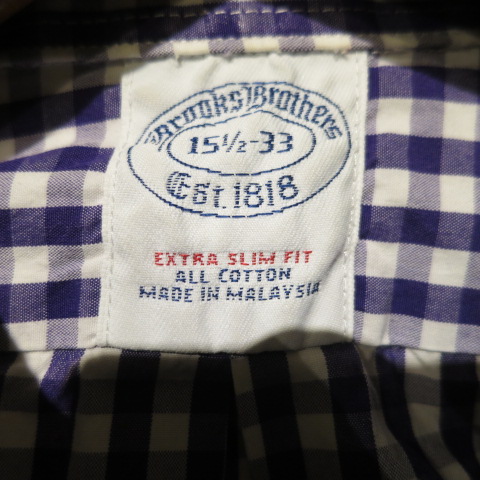 Brooks Brothers
15½-33
Est. 1818
EXTRA SLIM FIT
ALL COTTON
MADE IN MALAYSIA